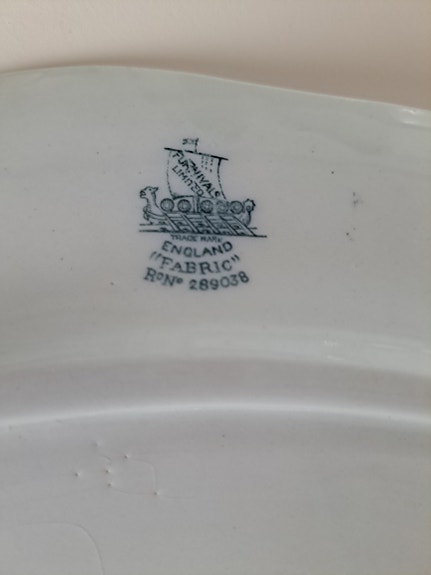 FURNIVALS
LIMITED
TRADE MARK
ENGLAND
"FABRIC"
RD No 289038